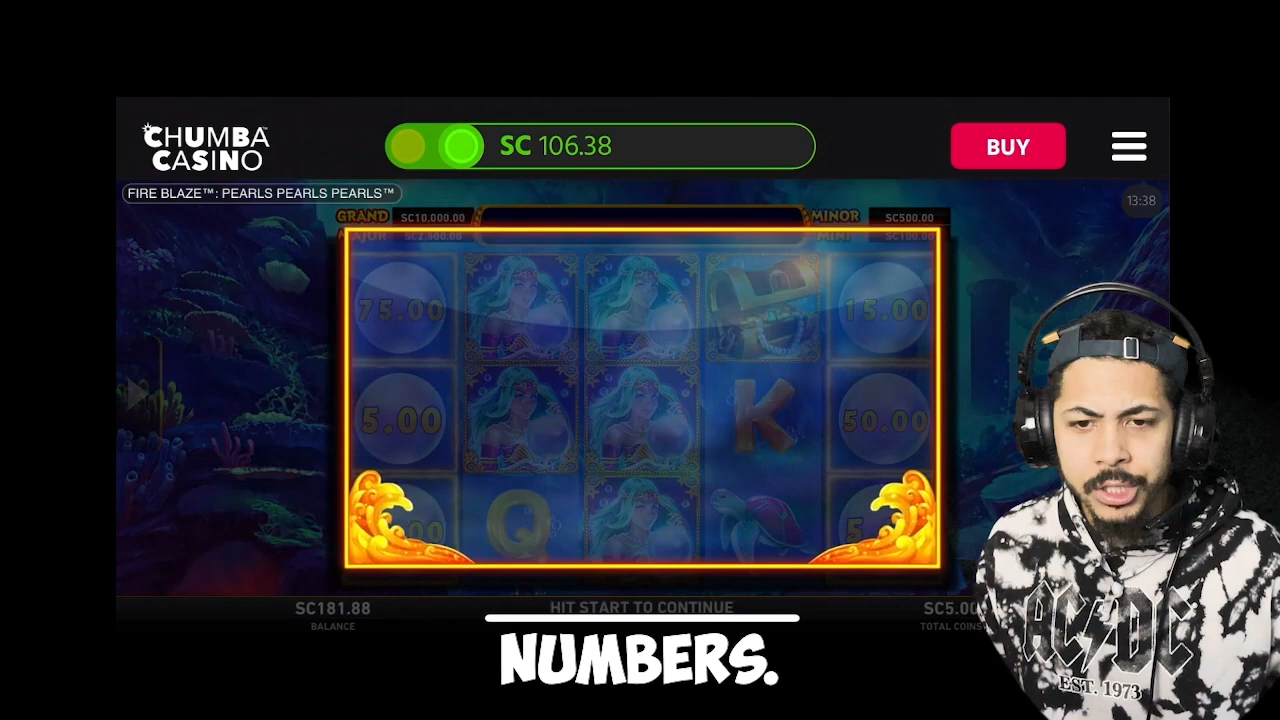 CHUMBA
CASINO
SC 106.38
BUY
FIRE BLAZE™: PEARLS PEARLS PEARLS™
13:38
GRAND SC10,000.00 MINOR SC500.00
MAJOR SC2,500.00 MINI SC100.00
75.00 15.00
5.00 K 50.00
Q
SC181.88 HIT START TO CONTINUE SC5.00
BALANCE TOTAL COINS
NUMBERS.
AC DC
EST. 1973